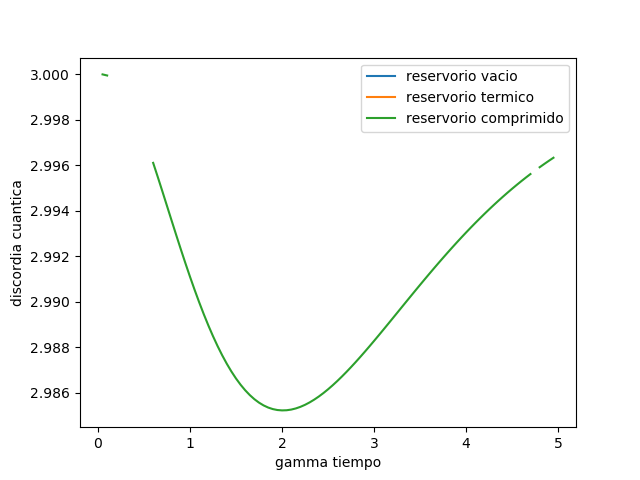 3.000
2.998
2.996
2.994
2.992
2.990
2.988
2.986
discordia cuantica
reservorio vacio
reservorio termico
reservorio comprimido
0 1 2 3 4 5
gamma tiempo